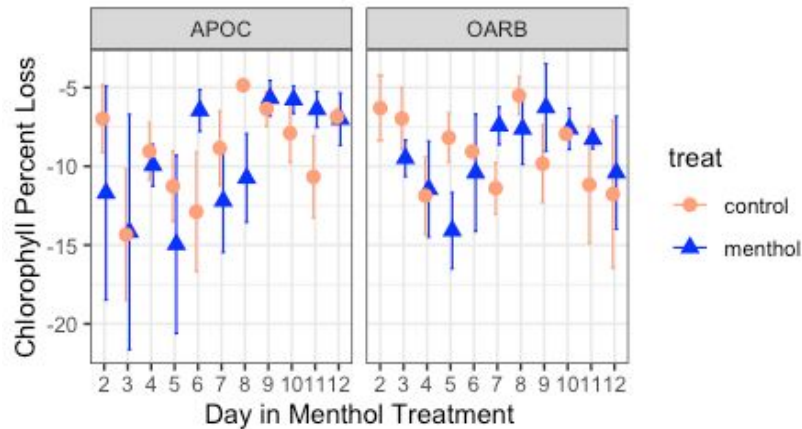 APOC OARB
Chlorophyll Percent Loss
-5
-10
-15
-20
2 3 4 5 6 7 8 9 10 11 12 2 3 4 5 6 7 8 9 10 11 12
Day in Menthol Treatment
treat
control
menthol